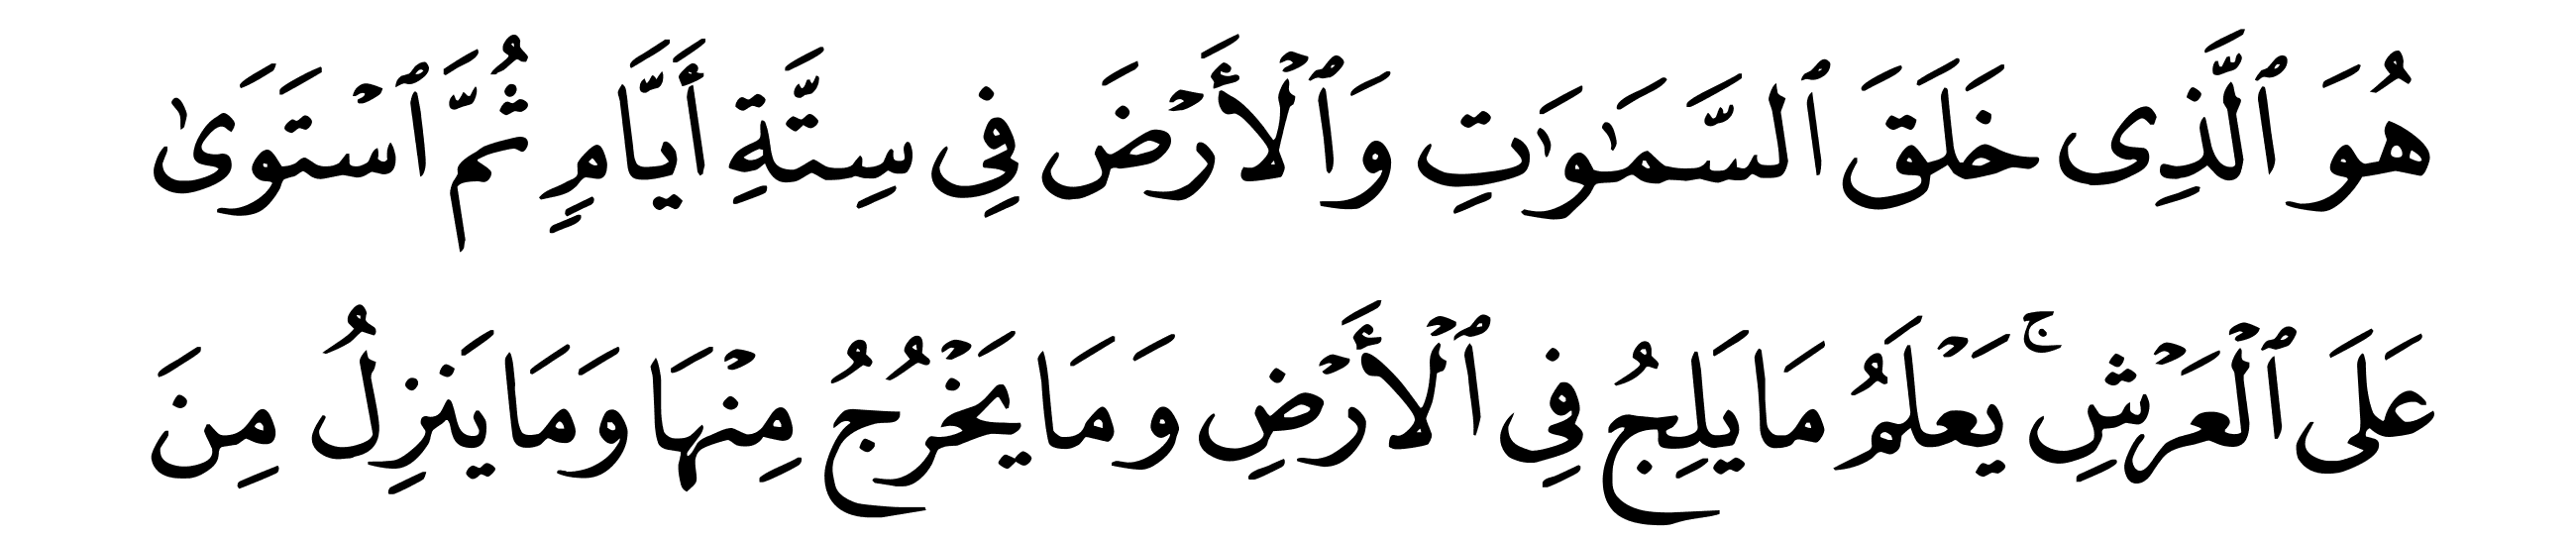 هُوَ ٱلَّذِى خَلَقَ ٱلسَّمَـٰوَٰتِ وَٱلْأَرْضَ فِى سِتَّةِ أَيَّامٍ ثُمَّ ٱسْتَوَىٰ
عَلَى ٱلْعَرْشِ ۚ يَعْلَمُ مَا يَلِجُ فِى ٱلْأَرْضِ وَمَا يَخْرُجُ مِنْهَا وَمَا يَنزِلُ مِنَ